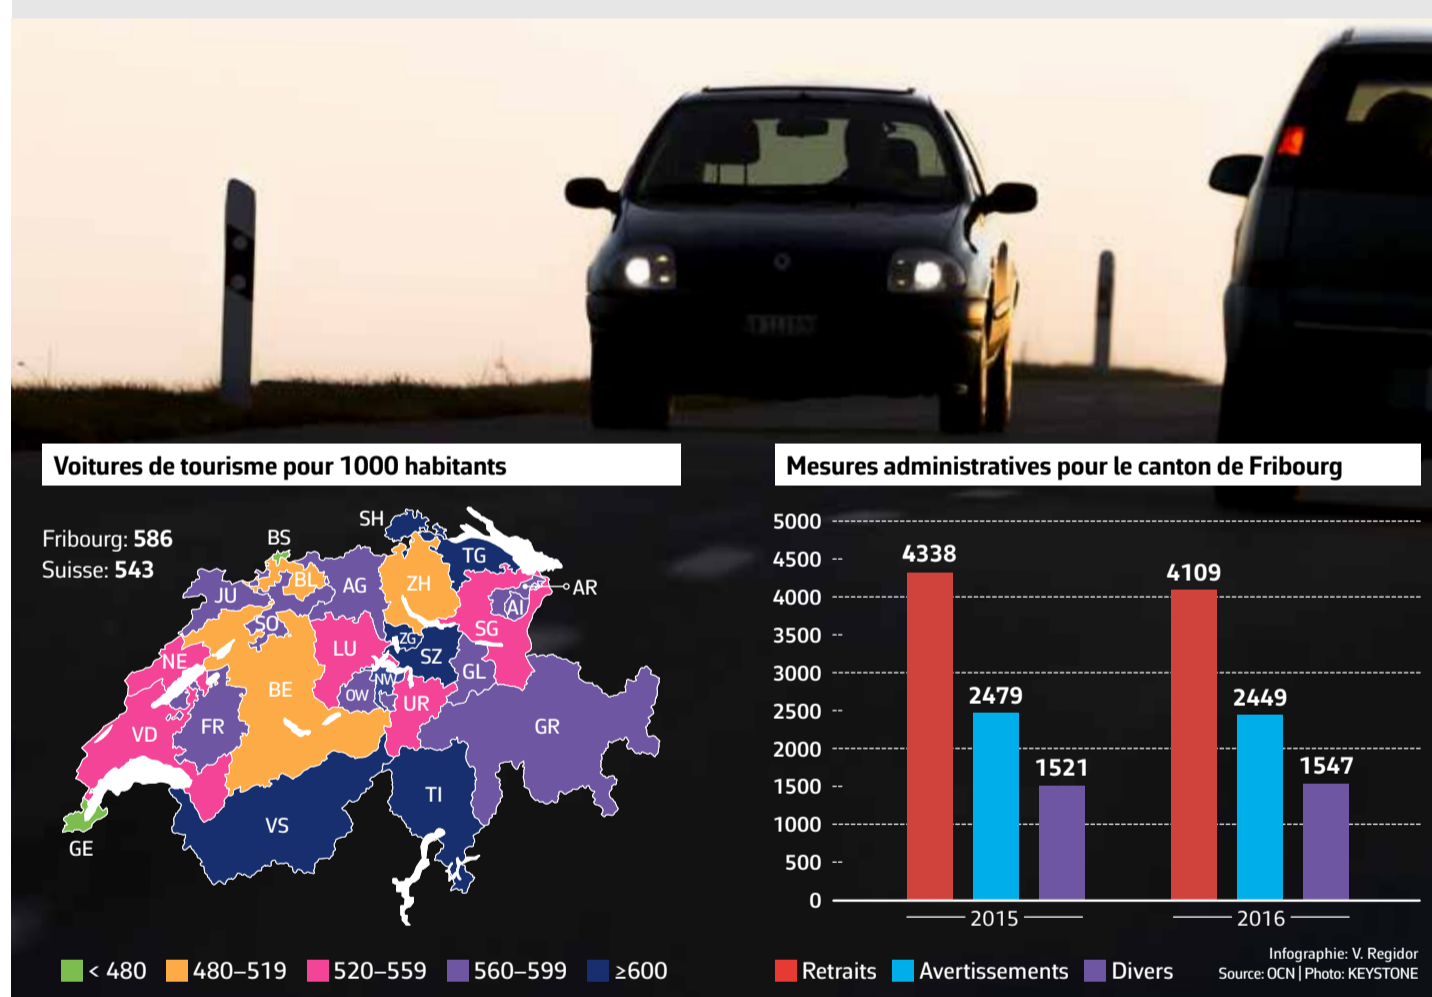 Voitures de tourisme pour 1000 habitants
Fribourg: 586
Suisse: 543
SH
BS
TG
BL
AG
ZH
AR
JU
AI
SO
SG
ZG
LU
SZ
NE
GL
NW
OW
BE
UR
FR
GR
VD
TI
VS
GE
< 480
480–519
520–559
560–599
≥600
Mesures administratives pour le canton de Fribourg
5000
4500
4000
3500
3000
2500
2000
1500
1000
500
0
4338
2479
1521
4109
2449
1547
2015
2016
Retraits
Avertissements
Divers
Infographie: V. Regidor
Source: OCN | Photo: KEYSTONE